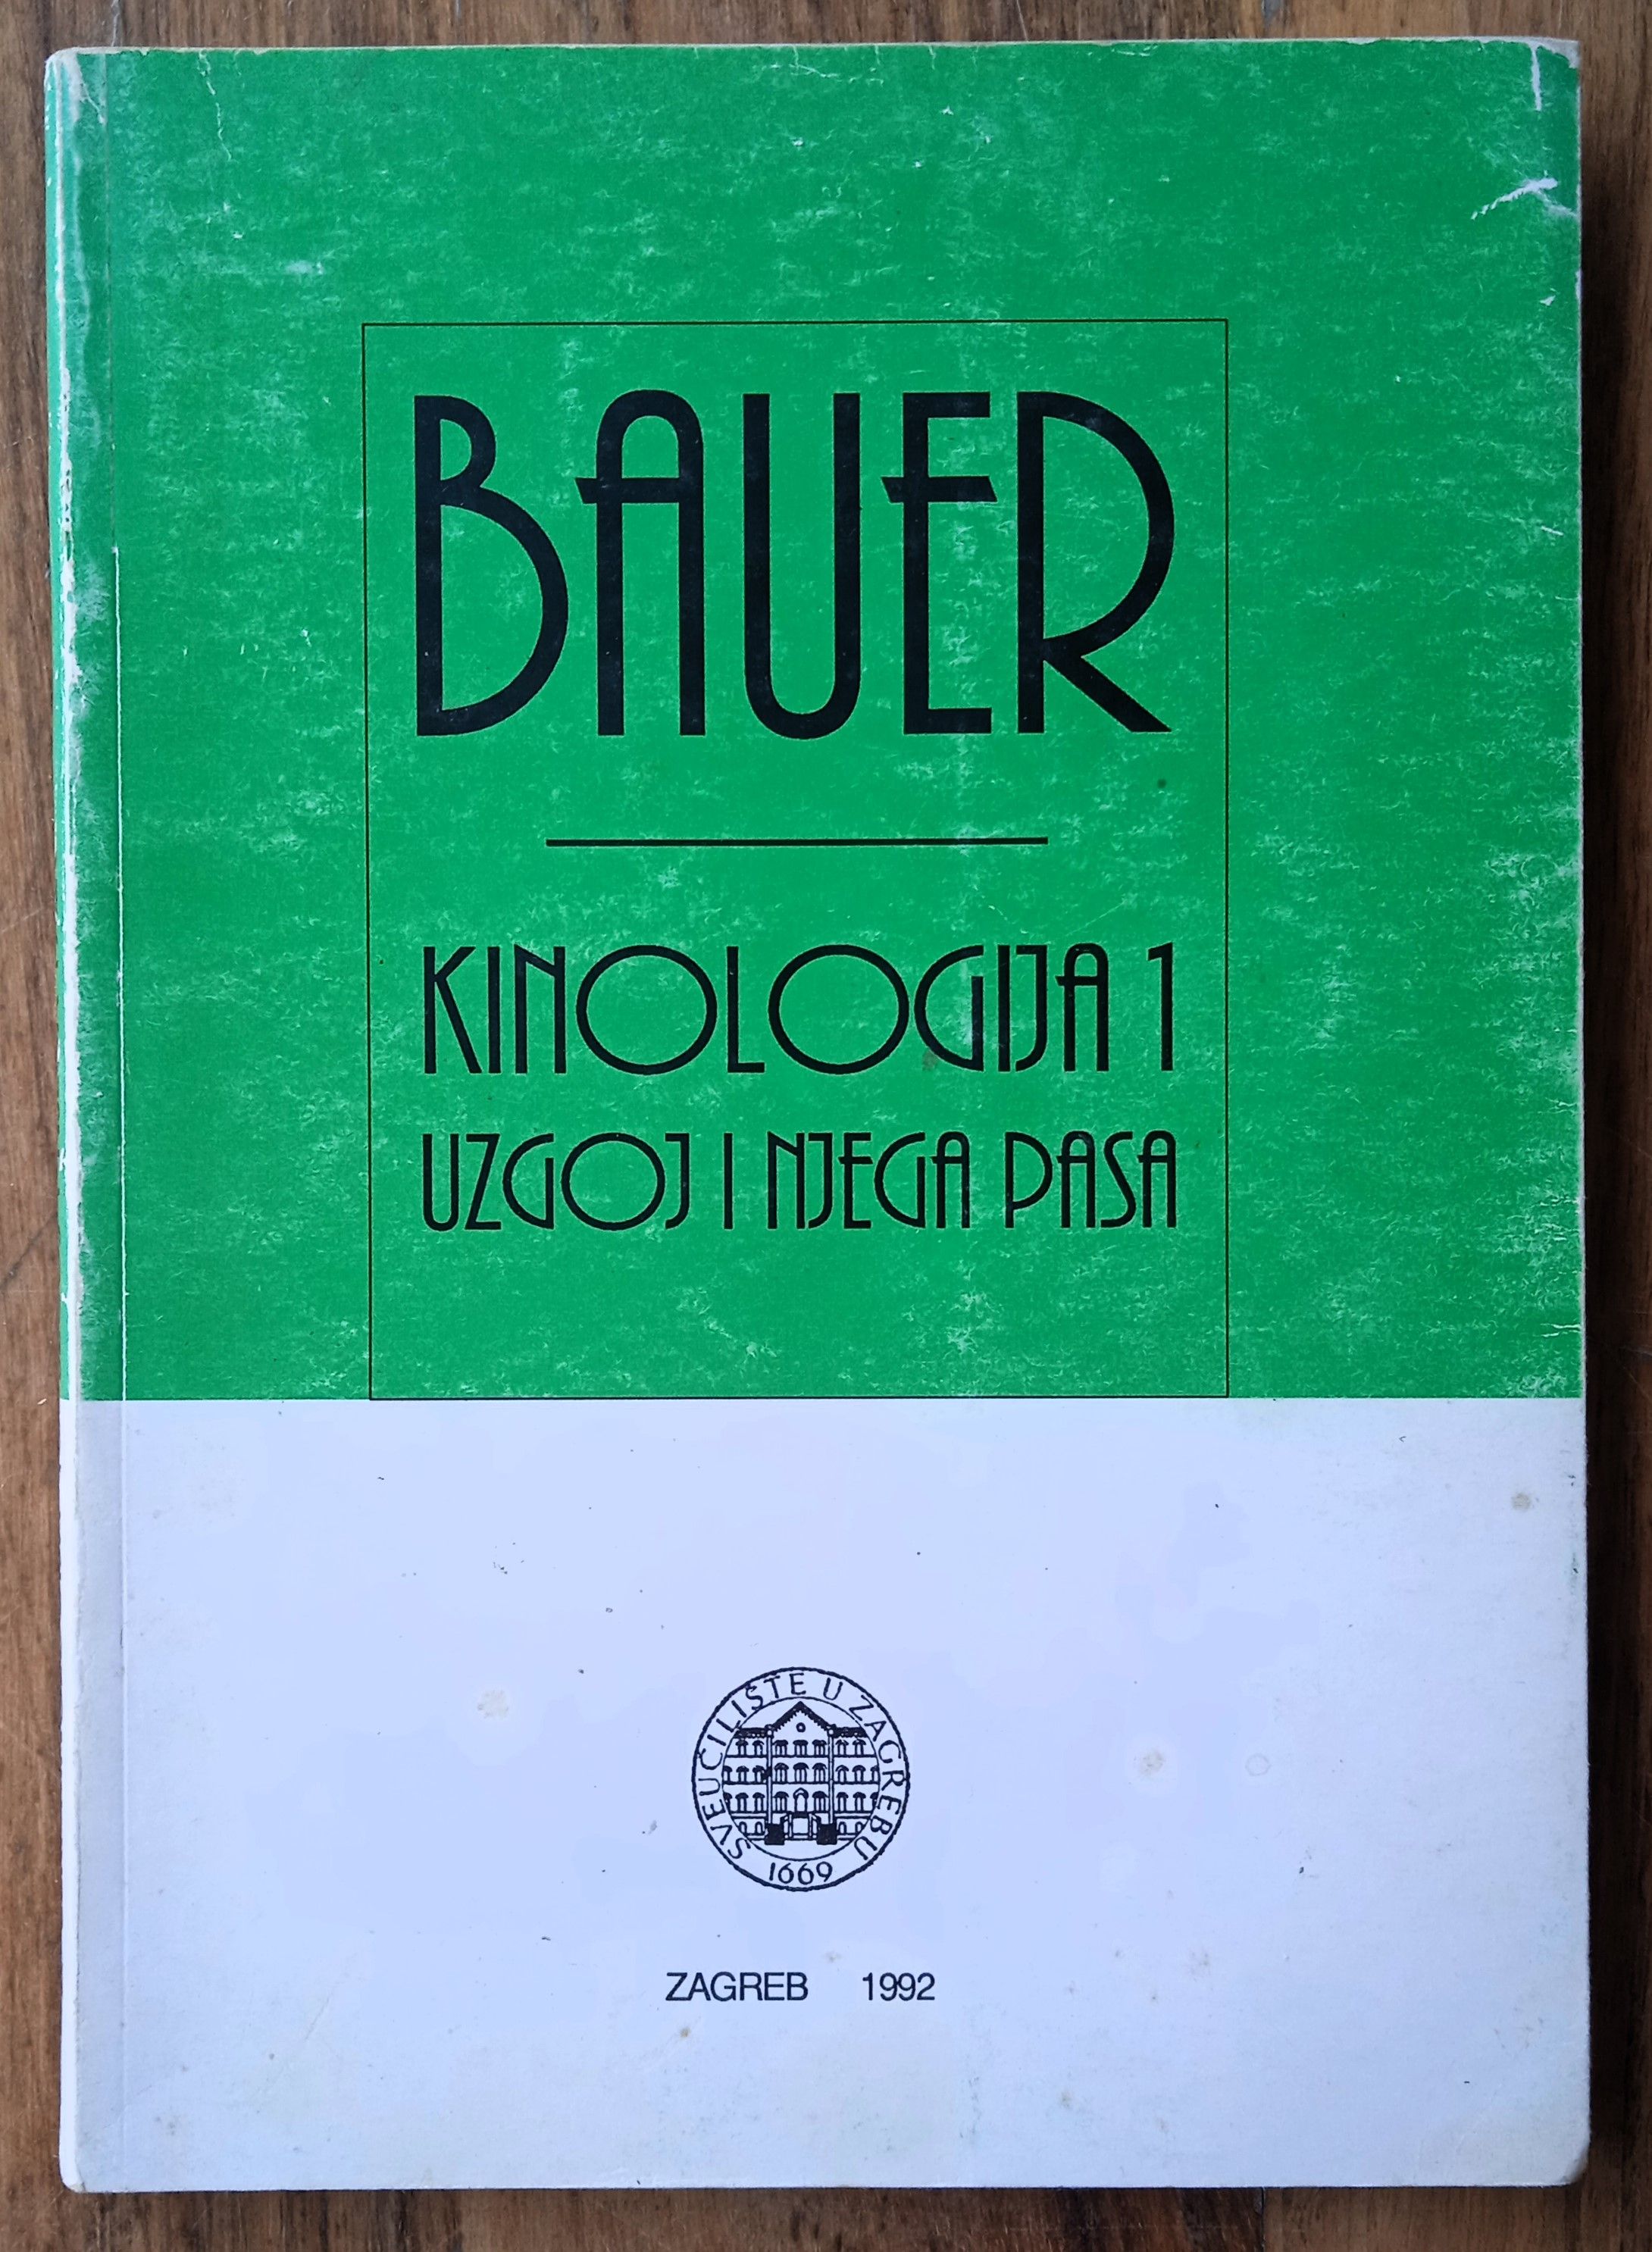 BAUER
KINOLOGIJA 1
UZGOJ I NJEGA PASA
SVEUČILIŠTE U ZAGREBU
1669
ZAGREB 1992